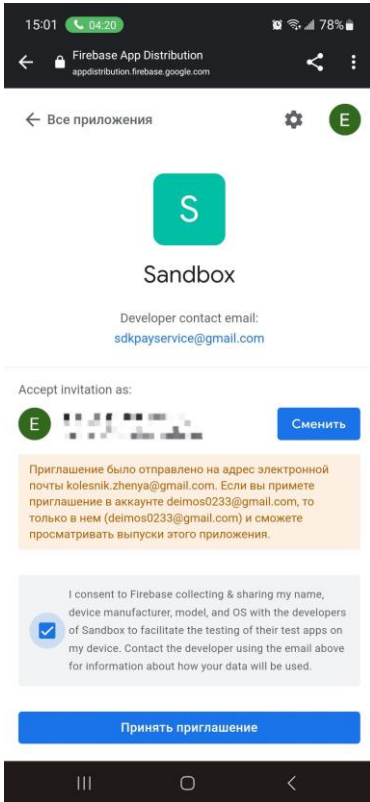 15:01 04:20 78%
Firebase App Distribution
appdistribution.firebase.google.com
Все приложения
E
S
Sandbox
Developer contact email:
sdkpayservice@gmail.com
Accept invitation as:
E
Сменить
Приглашение было отправлено на адрес электронной
почты kolesnik.zhenya@gmail.com. Если вы примете
приглашение в аккаунте deimos0233@gmail.com, то
только в нем (deimos0233@gmail.com) и сможете
просматривать выпуски этого приложения.
I consent to Firebase collecting & sharing my name,
device manufacturer, model, and OS with the developers
of Sandbox to facilitate the testing of their test apps on
my device. Contact the developer using the email above
for information about how your data will be used.
Принять приглашение